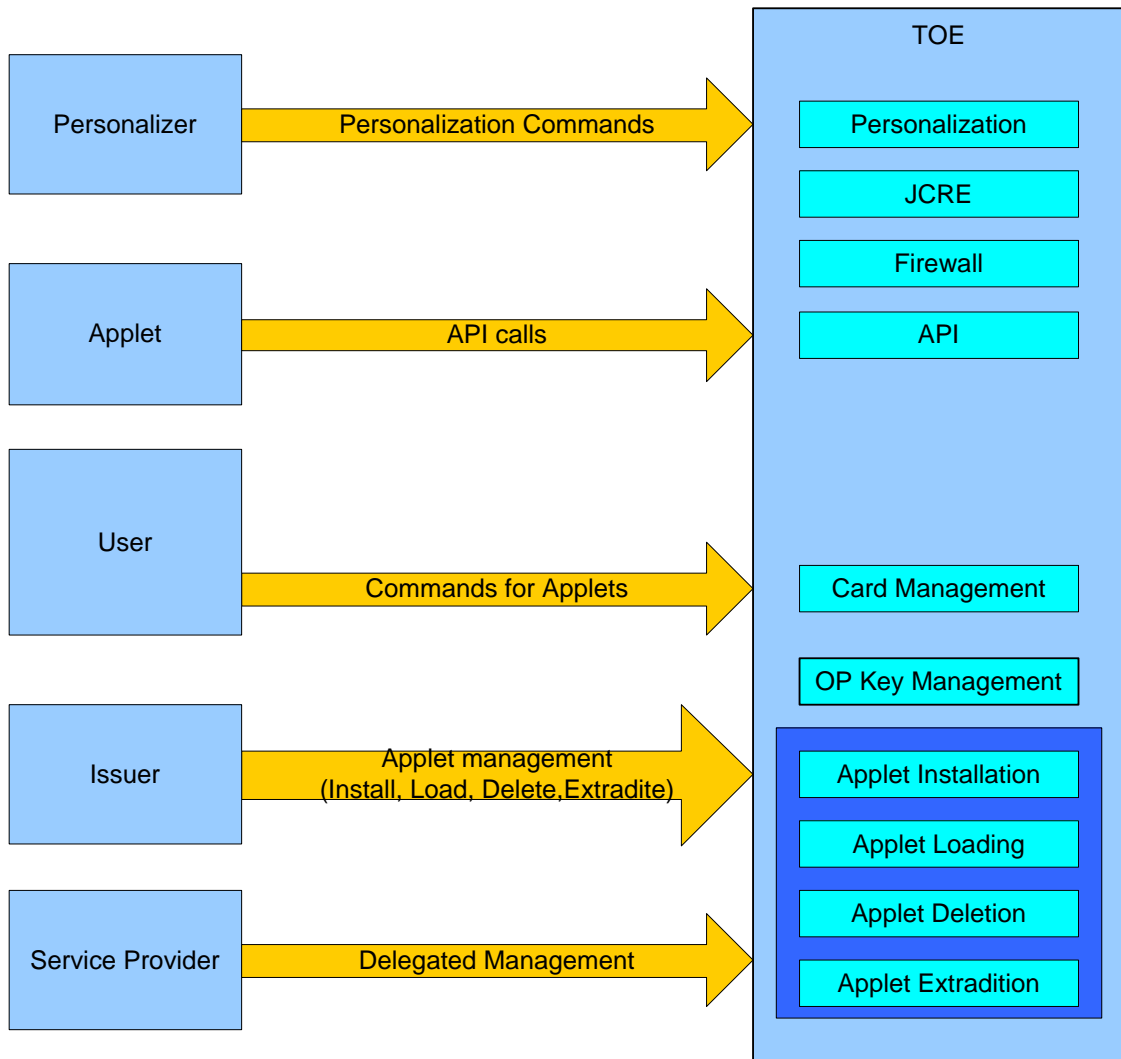 TOE
Personalizer
Personalization Commands
Personalization
JCRE
Firewall
Applet
API calls
API
User
Commands for Applets
Card Management
OP Key Management
Issuer
Applet management
(Install, Load, Delete,Extradite)
Applet Installation
Applet Loading
Applet Deletion
Service Provider
Delegated Management
Applet Extradition